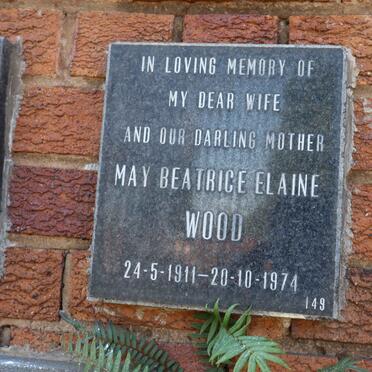 IN LOVING MEMORY OF
MY DEAR WIFE
AND OUR DARLING MOTHER
MAY BEATRICE ELAINE
WOOD
24-5-1911–20-10-1974
149